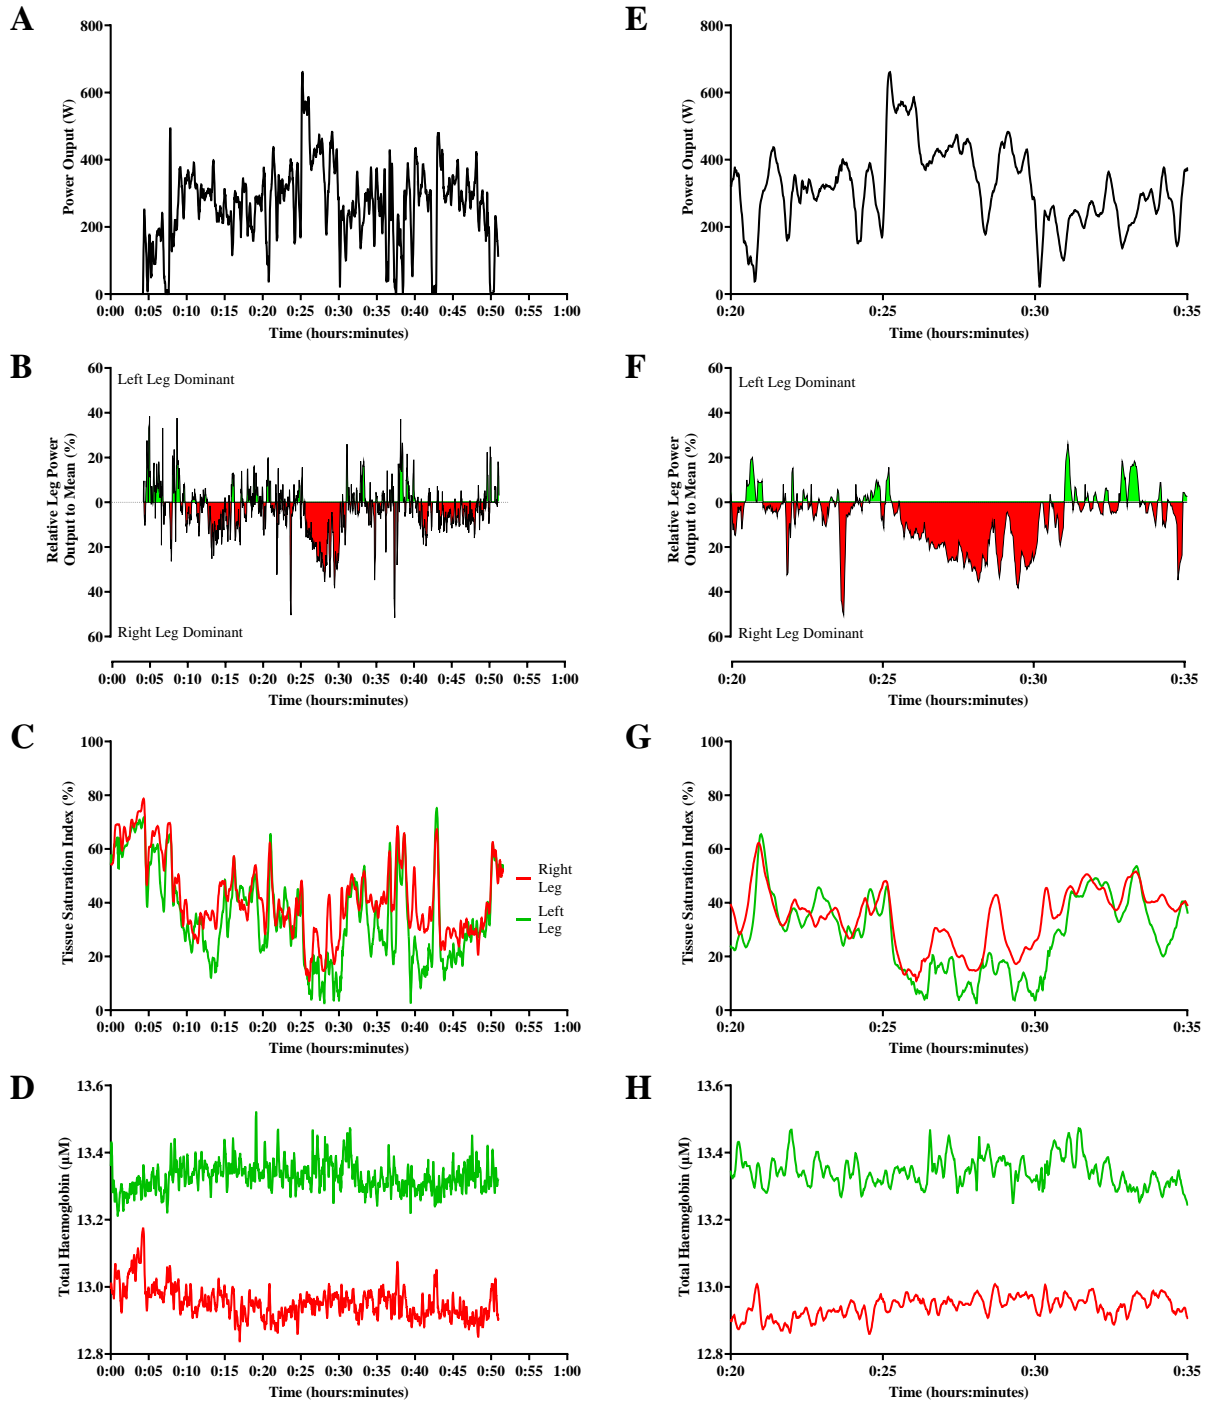 A
800
600
400
200
0
Power Ouput (W)
0:00 0:05 0:10 0:15 0:20 0:25 0:30 0:35 0:40 0:45 0:50 0:55 1:00
Time (hours:minutes)
E
800
600
400
200
0
Power Ouput (W)
0:20 0:25 0:30 0:35
Time (hours:minutes)
B
60
40
20
0
20
40
60
Relative Leg Power
Output to Mean (%)
Left Leg Dominant
Right Leg Dominant
0:00 0:05 0:10 0:15 0:20 0:25 0:30 0:35 0:40 0:45 0:50 0:55 1:00
Time (hours:minutes)
F
60
40
20
0
20
40
60
Relative Leg Power
Output to Mean (%)
Left Leg Dominant
Right Leg Dominant
0:20 0:25 0:30 0:35
Time (hours:minutes)
C
100
80
60
40
20
0
Tissue Saturation Index (%)
Right
Leg
Left
Leg
0:00 0:05 0:10 0:15 0:20 0:25 0:30 0:35 0:40 0:45 0:50 0:55 1:00
Time (hours:minutes)
G
100
80
60
40
20
0
Tissue Saturation Index (%)
0:20 0:25 0:30 0:35
Time (hours:minutes)
D
13.6
13.4
13.2
13.0
12.8
Total Haemoglobin (µM)
0:00 0:05 0:10 0:15 0:20 0:25 0:30 0:35 0:40 0:45 0:50 0:55 1:00
Time (hours:minutes)
H
13.6
13.4
13.2
13.0
12.8
Total Haemoglobin (µM)
0:20 0:25 0:30 0:35
Time (hours:minutes)